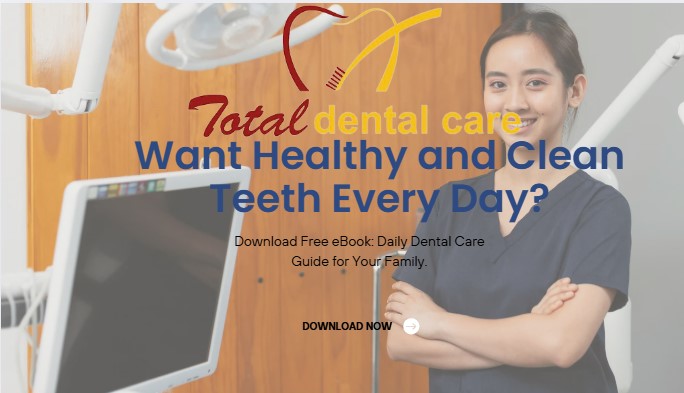 Total dental care
Want Healthy and Clean
Teeth Every Day?
Download Free eBook: Daily Dental Care
Guide for Your Family.
DOWNLOAD NOW